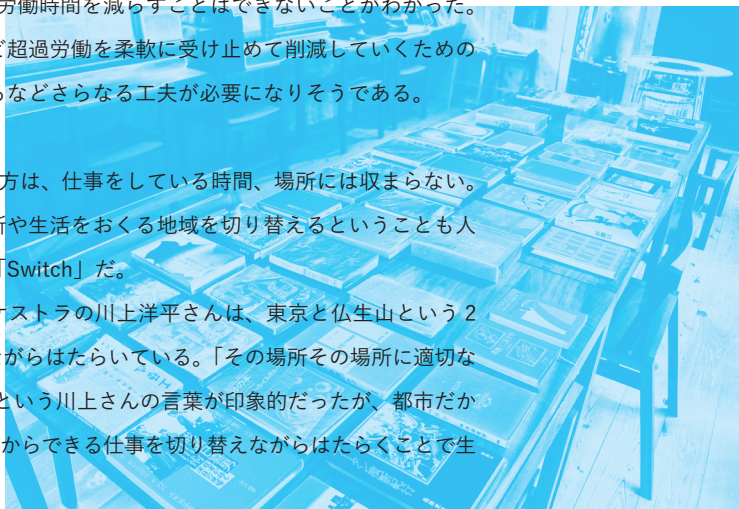 労働時間を減らすことはできないことがわかった。
ど超過労働を柔軟に受け止めて削減していくための
るなどさらなる工夫が必要になりそうである。
方は、仕事をしている時間、場所には収まらない。
所や生活をおくる地域を切り替えるということも人
「Switch」だ。
ケストラの川上洋平さんは、東京と仏生山という 2
ながらはたらいている。「その場所その場所に適切な
という川上さんの言葉が印象的だったが、都市だか
からできる仕事を切り替えながらはたらくことで生